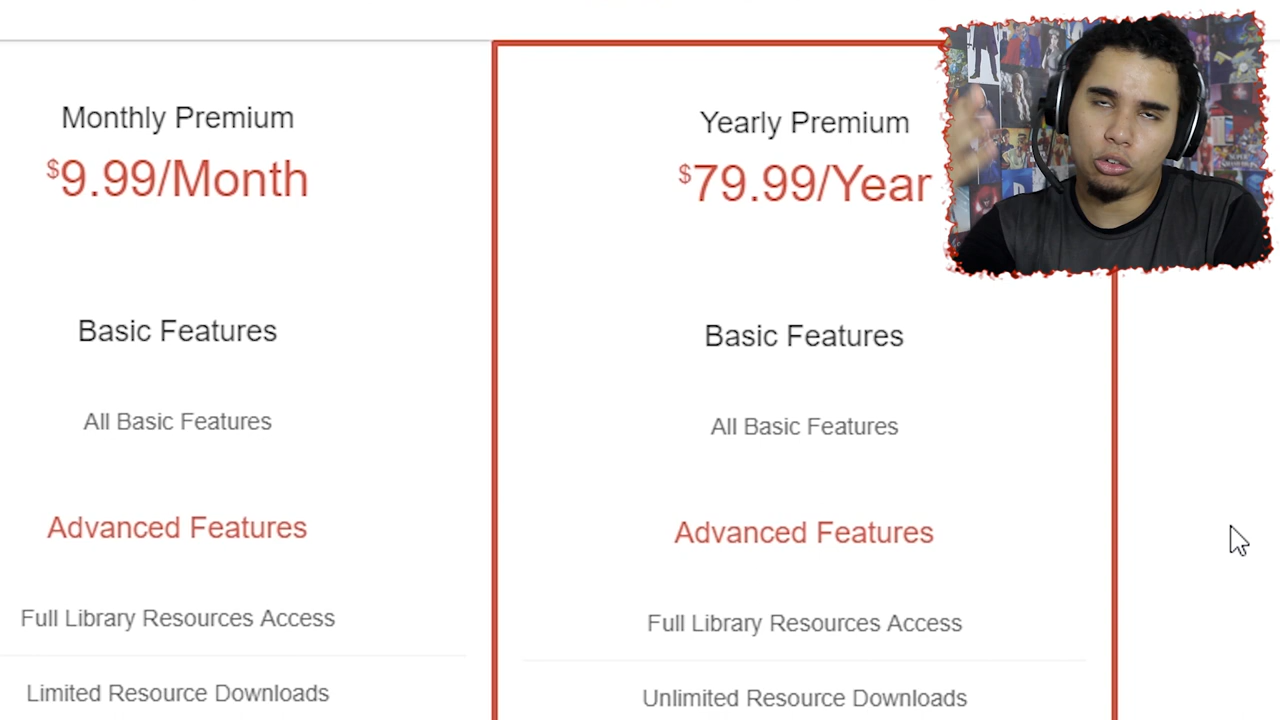 Monthly Premium
$9.99/Month
Basic Features
All Basic Features
Advanced Features
Full Library Resources Access
Limited Resource Downloads
Yearly Premium
$79.99/Year
Basic Features
All Basic Features
Advanced Features
Full Library Resources Access
Unlimited Resource Downloads